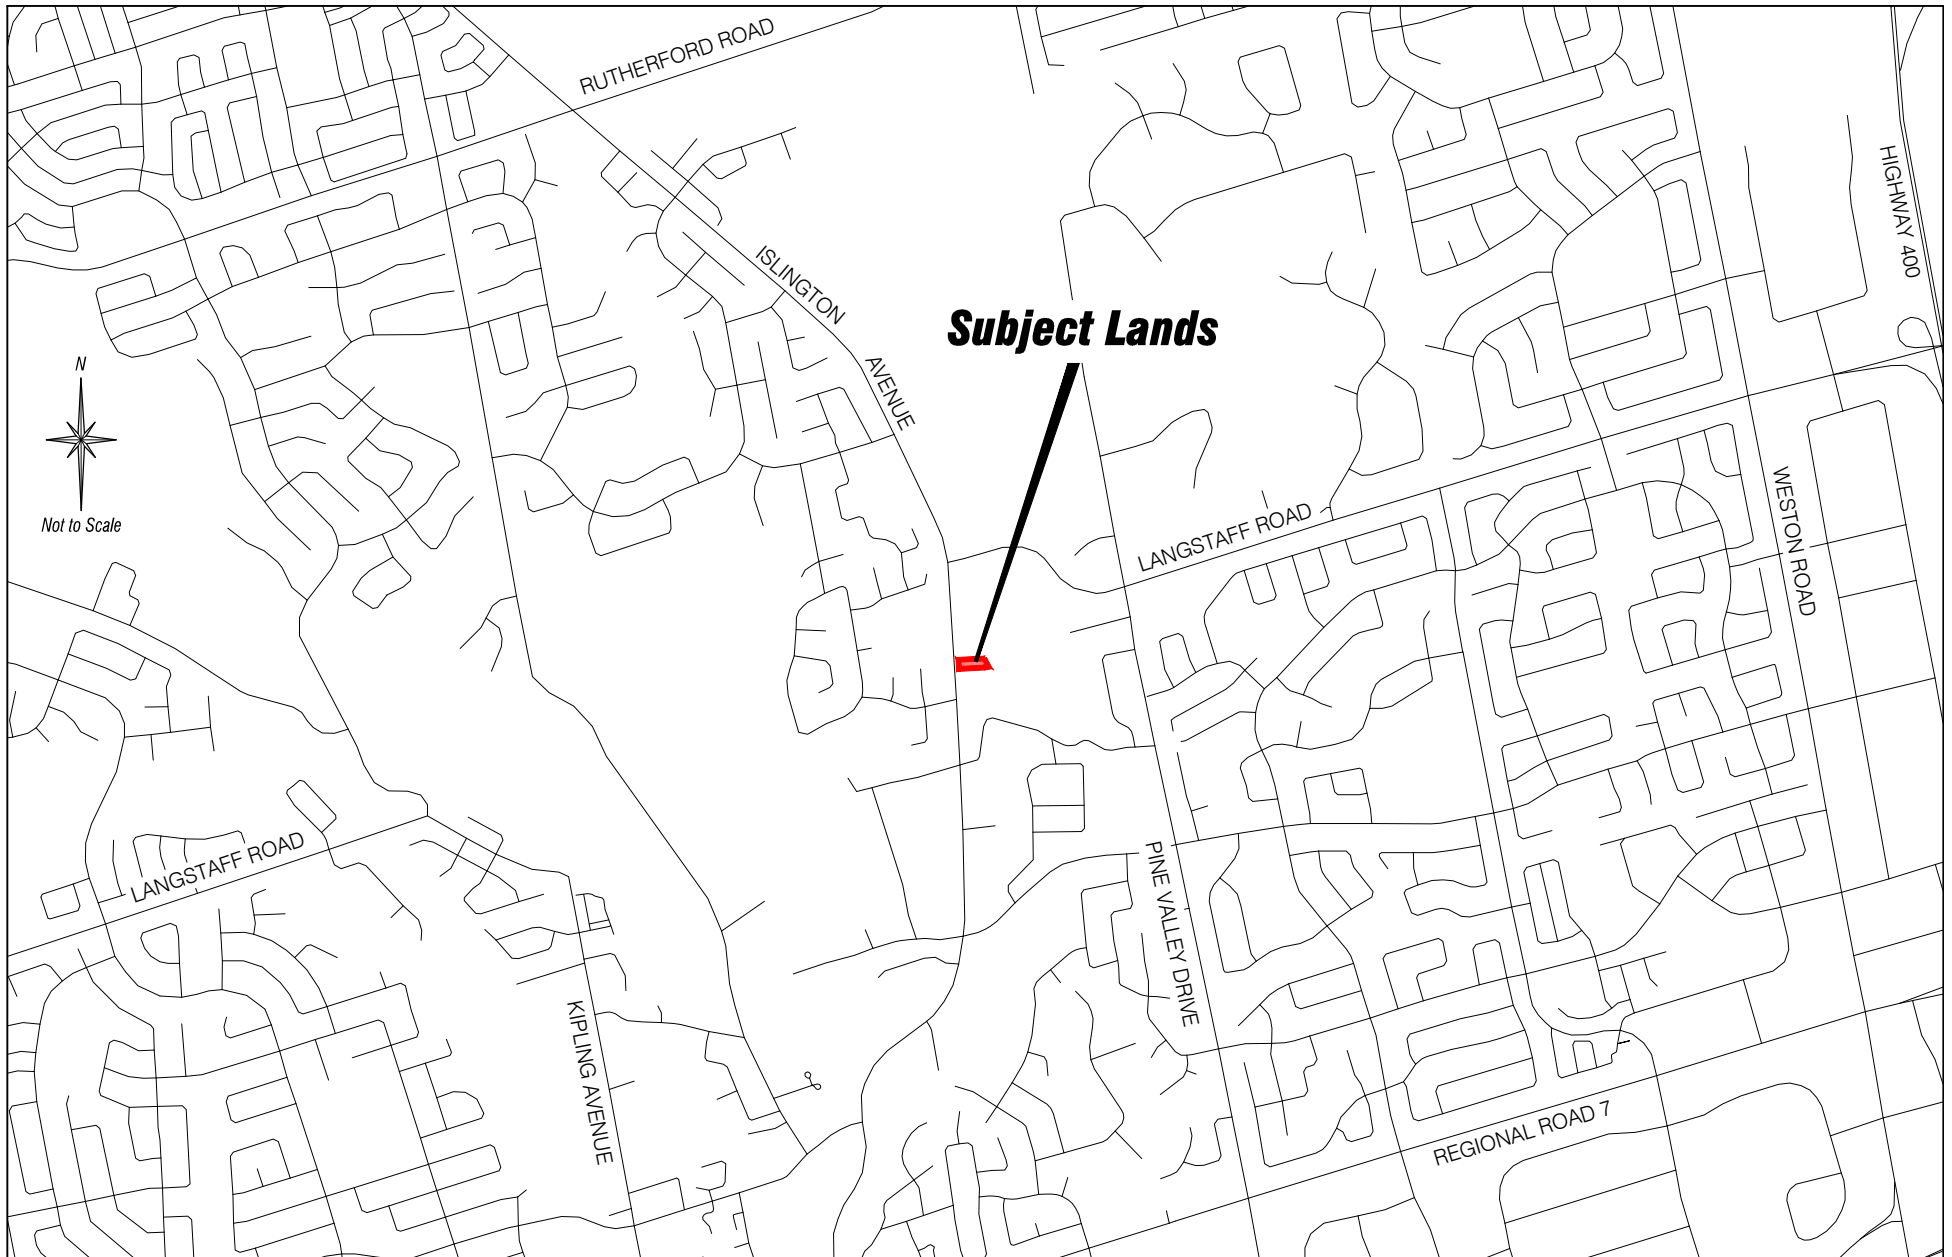 RUTHERFORD ROAD
HIGHWAY 400
ISLINGTON
AVENUE
Subject Lands
N
Not to Scale
LANGSTAFF ROAD
WESTON ROAD
LANGSTAFF ROAD
PINE VALLEY DRIVE
KIPLING AVENUE
REGIONAL ROAD 7